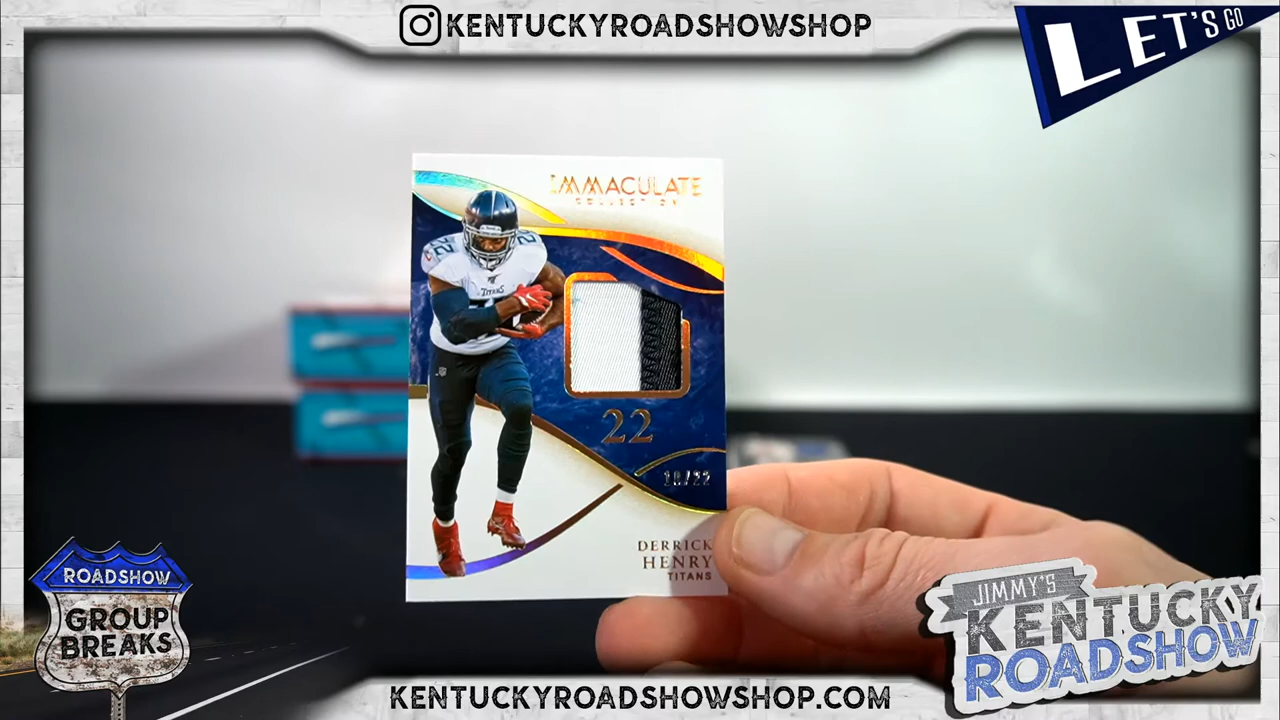 KENTUCKYROADSHOWSHOP
LET'S GO
IMMACULATE
COLLECTION
22
22
TITANS
22
DERRICK
HENRY
TITANS
ROADSHOW
GROUP
BREAKS
JIMMY'S
KENTUCKY
ROADSHOW
KENTUCKYROADSHOWSHOP.COM